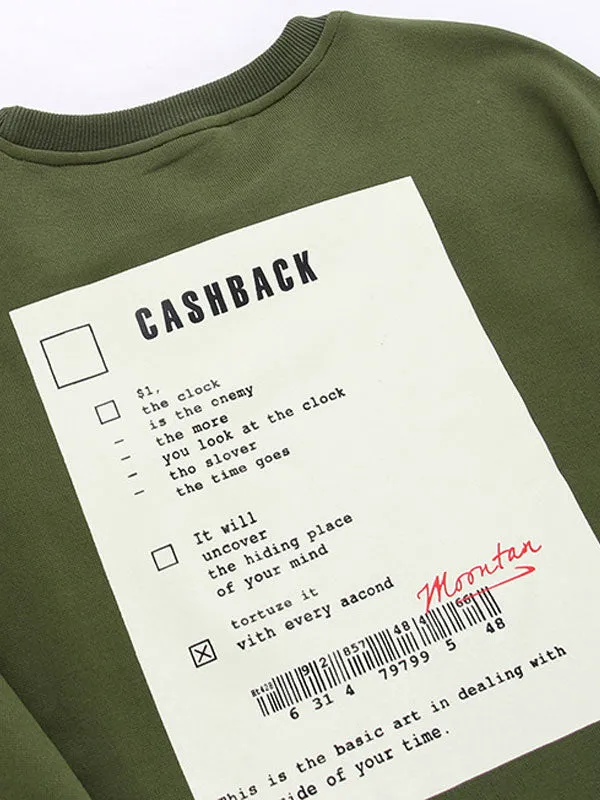 CASHBACK
$1,
the clock
is the enemy
- the more
- you look at the clock
- tho slover
- the time goes
It will
uncover
the hiding place
of your mind
tortuze it
vith every aacond
Moontan
6 31 4 79799 5 48
This is the basic art in dealing with
ide of your time.